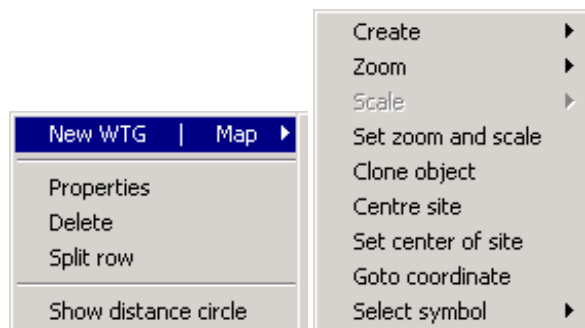 New WTG | Map
Properties
Delete
Split row
Show distance circle
Create
Zoom
Scale
Set zoom and scale
Clone object
Centre site
Set center of site
Goto coordinate
Select symbol